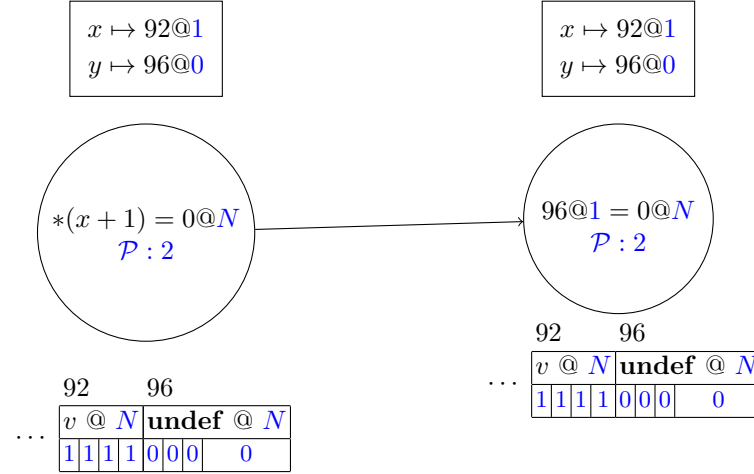 x ↦ 92@1
y ↦ 96@0
x ↦ 92@1
y ↦ 96@0
∗(x + 1) = 0@N
𝒫 : 2
96@1 = 0@N
𝒫 : 2
92 96
... v @ N undef @ N
1 1 1 1 0 0 0 0
92 96
... v @ N undef @ N
1 1 1 1 0 0 0 0